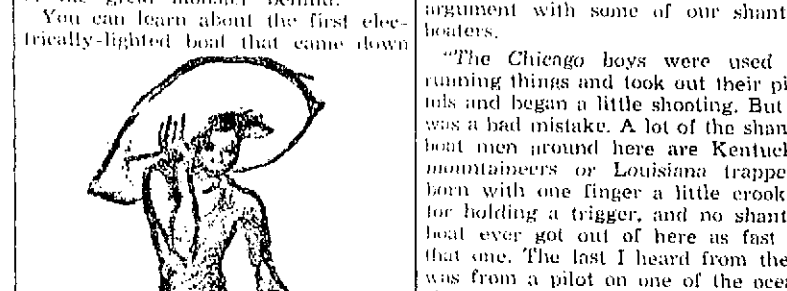 You can learn about the first elec-
trically-lighted boat that came down
argument with some of our shant
boaters.
"The Chicago boys were used
running things and took out their pi
tols and began a little shooting. But
was a bad mistake. A lot of the shan
boat men around here are Kentuck
mountaineers or Louisiana trappe
born with one finger a little crook
for holding a trigger, and no shant
boat ever got out of here as fast
that one. The last I heard from the
was from a pilot on one of the ocea